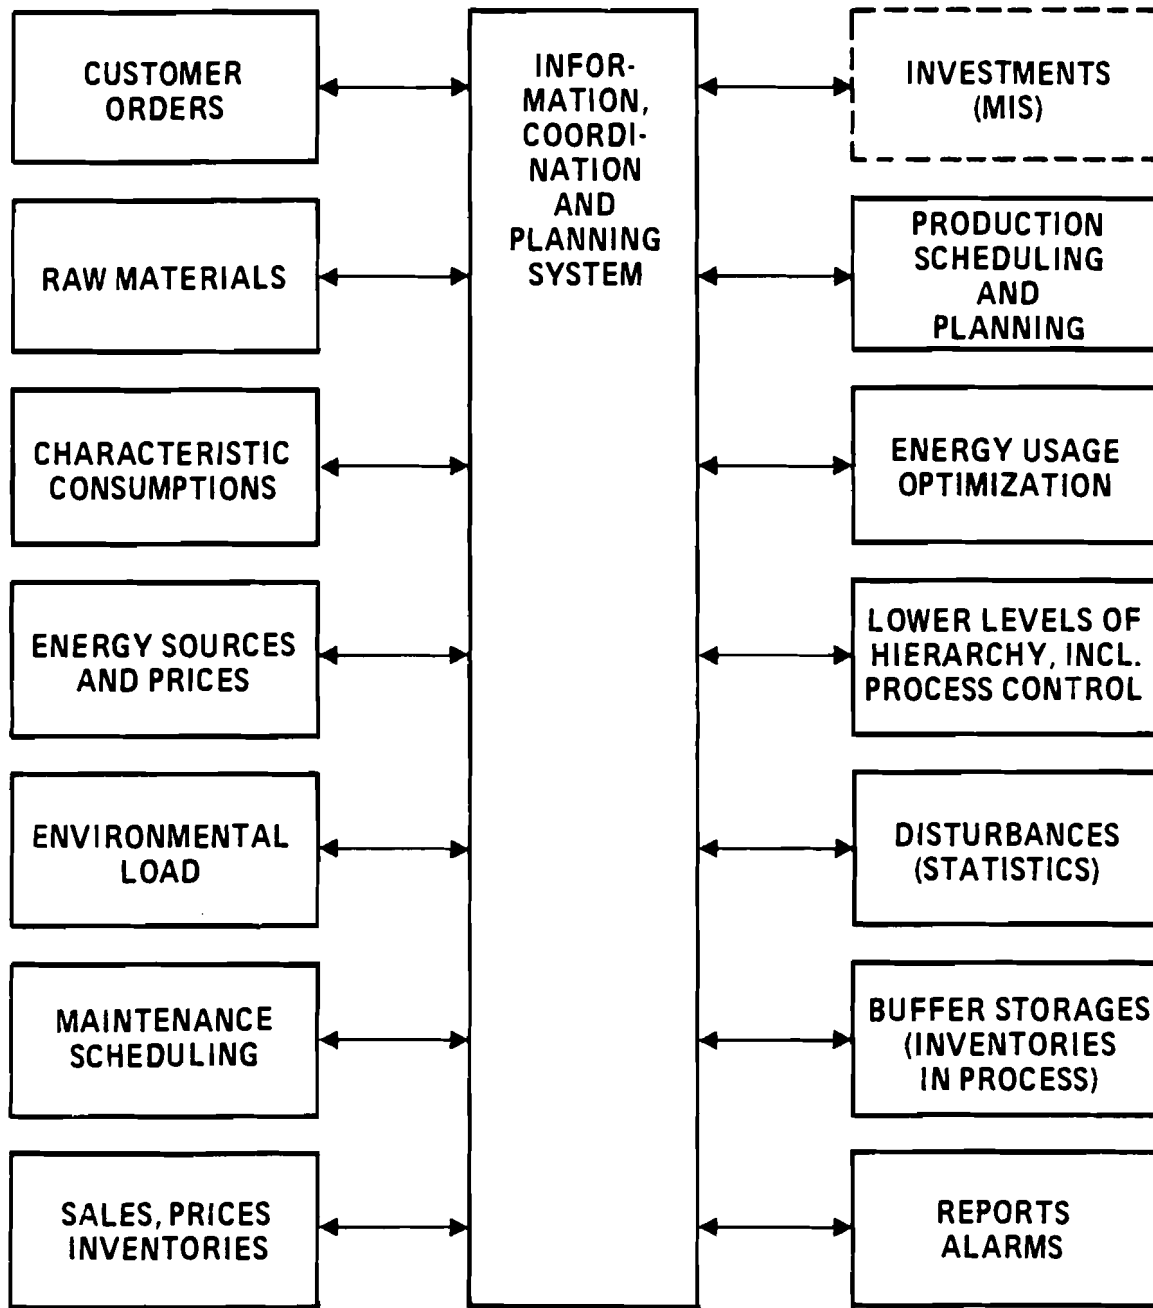 CUSTOMER
ORDERS
RAW MATERIALS
CHARACTERISTIC
CONSUMPTIONS
ENERGY SOURCES
AND PRICES
ENVIRONMENTAL
LOAD
MAINTENANCE
SCHEDULING
SALES, PRICES
INVENTORIES
INFOR-
MATION,
COORDI-
NATION
AND
PLANNING
SYSTEM
INVESTMENTS
(MIS)
PRODUCTION
SCHEDULING
AND
PLANNING
ENERGY USAGE
OPTIMIZATION
LOWER LEVELS OF
HIERARCHY, INCL.
PROCESS CONTROL
DISTURBANCES
(STATISTICS)
BUFFER STORAGES
(INVENTORIES
IN PROCESS)
REPORTS
ALARMS